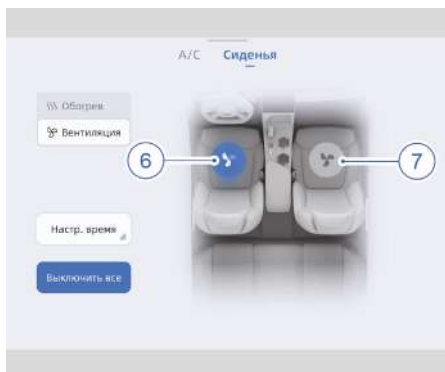 A/C Сиденья
Обогрев
Вентиляция
6
7
Настр. время
Выключить все